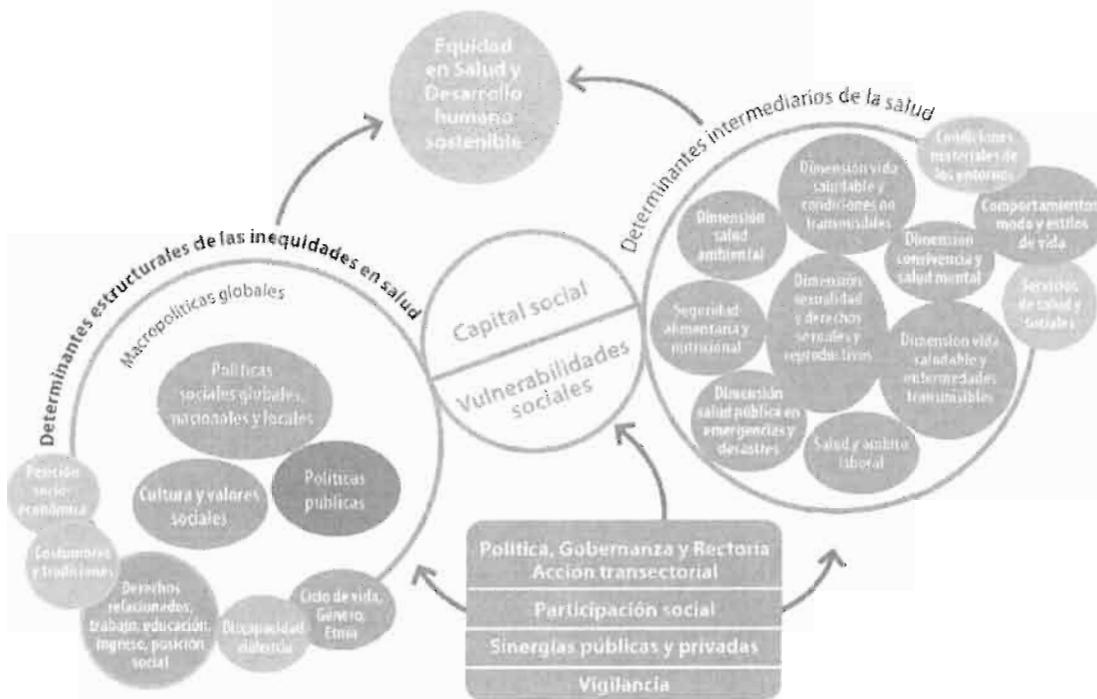 Equidad
en Salud y
Desarrollo
humano
sostenible
Determinantes estructurales de las inequidades en salud
Macropolíticas globales
Políticas
sociales globales,
nacionales y locales
Políticas
públicas
Cultura y valores
sociales
Posición
socio-
económica
Costumbres
y tradiciones
Derechos
relacionados,
trabajo, educación,
ingreso, posición
social
Discapacidad
violencia
Ciclo de vida,
Género,
Etnia
Capital social
Vulnerabilidades
sociales
Determinantes intermediarios de la salud
Condiciones
materiales de
los entornos
Comportamientos
modo y estilos
de vida
Servicios
de salud y
sociales
Dimensión vida
saludable y
condiciones no
transmisibles
Dimensión
salud
ambiental
Dimensión
convivencia y
salud mental
Dimensión
sexualidad
y derechos
sexuales y
reproductivos
Seguridad
alimentaria y
nutricional
Dimensión vida
saludable y
enfermedades
transmisibles
Dimensión
salud pública en
emergencias y
desastres
Salud y ámbito
laboral
Política, Gobernanza y Rectoría
Acción transectorial
Participación social
Sinergías públicas y privadas
Vigilancia